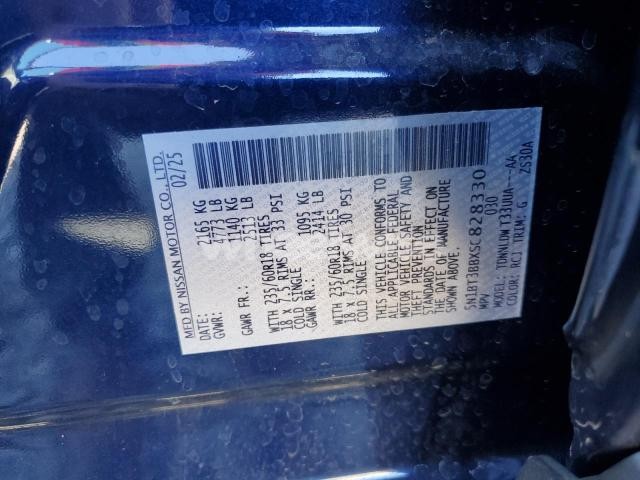 MFD BY NISSAN MOTOR CO., LTD.
DATE: 02/25
GVWR: 2165 KG
4773 LB
GAWR FR.: 1140 KG
2513 LB
WITH 235/60R18 TIRES
18 X 7.5 RIMS AT 33 PSI
COLD SINGLE
GAWR RR.: 1095 KG
2414 LB
WITH 235/60R18 TIRES
18 X 7.5 RIMS AT 30 PSI
COLD SINGLE
THIS VEHICLE CONFORMS TO
ALL APPLICABLE FEDERAL
MOTOR VEHICLE SAFETY AND
THEFT PREVENTION
STANDARDS IN EFFECT ON
THE DATE OF MANUFACTURE
SHOWN ABOVE.
5N1BT3BBXSC828330
MPV 030
MODEL: TDNNLDWT33UUA---AA
COLOR: RCJ TRIM: G ZS30A